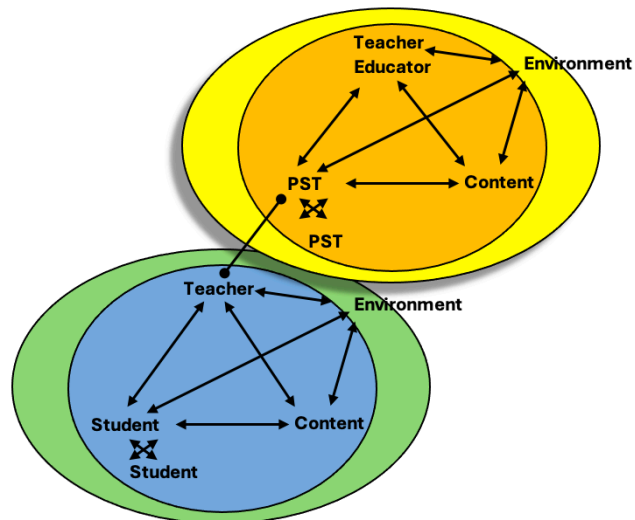 Teacher
Educator
Environment
PST
Content
PST
Teacher
Environment
Student
Content
Student